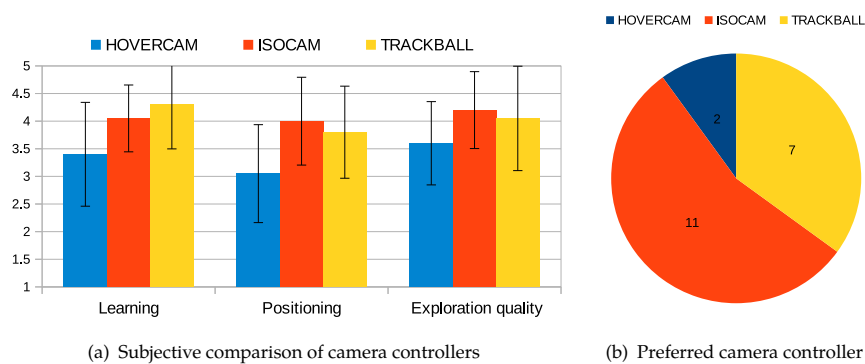 HOVERCAM ISOCAM TRACKBALL
5
4.5
4
3.5
3
2.5
2
1.5
1
Learning Positioning Exploration quality
(a) Subjective comparison of camera controllers
HOVERCAM ISOCAM TRACKBALL
2
7
11
(b) Preferred camera controller